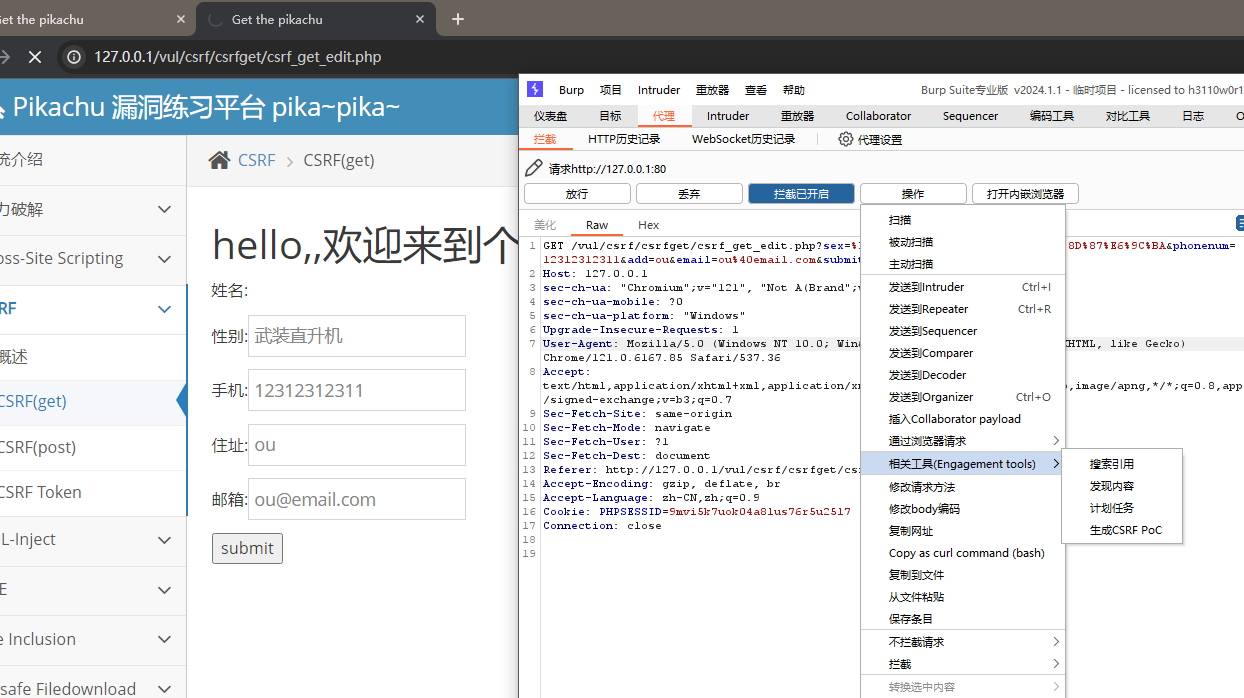 Get the pikachu
Get the pikachu
127.0.0.1/vul/csrf/csrfget/csrf_get_edit.php
Pikachu 漏洞练习平台 pika~pika~
统介绍
力破解
oss-Site Scripting
RF
概述
CSRF(get)
CSRF(post)
CSRF Token
L-Inject
E
e Inclusion
safe Filedownload
CSRF
CSRF(get)
hello,,欢迎来到个
姓名:
性别: 武装直升机
手机: 12312312311
住址: ou
邮箱: ou@email.com
submit
Burp 项目 Intruder 重放器 查看 帮助
Burp Suite专业版 v2024.1.1 - 临时项目 - licensed to h3110w0r1
仪表盘 目标 代理 Intruder 重放器 Collaborator Sequencer 编码工具 对比工具 日志 O
拦截 HTTP历史记录 WebSocket历史记录 代理设置
请求http://127.0.0.1:80
放行 丢弃 拦截已开启 操作 打开内嵌浏览器
美化 Raw Hex
1 GET /vul/csrf/csrfget/csrf_get_edit.php?sex=% 8D%87%E6%9C%BA&phonenum=
12312312311&add=ou&email=ou%40email.com&submit
2 Host: 127.0.0.1
3 sec-ch-ua: "Chromium";v="121", "Not A(Brand";v
4 sec-ch-ua-mobile: ?0
5 sec-ch-ua-platform: "Windows"
6 Upgrade-Insecure-Requests: 1
7 User-Agent: Mozilla/5.0 (Windows NT 10.0; Win HTML, like Gecko)
Chrome/121.0.6167.85 Safari/537.36
8 Accept:
text/html,application/xhtml+xml,application/xm ,image/apng,*/*;q=0.8,app
/signed-exchange;v=b3;q=0.7
9 Sec-Fetch-Site: same-origin
10 Sec-Fetch-Mode: navigate
11 Sec-Fetch-User: ?1
12 Sec-Fetch-Dest: document
13 Referer: http://127.0.0.1/vul/csrf/csrfget/cs
14 Accept-Encoding: gzip, deflate, br
15 Accept-Language: zh-CN,zh;q=0.9
16 Cookie: PHPSESSID=9mvi5k7uok04a81us76r5u2517
17 Connection: close
18
19
扫描
被动扫描
主动扫描
发送到Intruder Ctrl+I
发送到Repeater Ctrl+R
发送到Sequencer
发送到Comparer
发送到Decoder
发送到Organizer Ctrl+O
插入Collaborator payload
通过浏览器请求
相关工具(Engagement tools)
修改请求方法
修改body编码
复制网址
Copy as curl command (bash)
复制到文件
从文件粘贴
保存条目
不拦截请求
拦截
转换选中内容
搜索引用
发现内容
计划任务
生成CSRF PoC